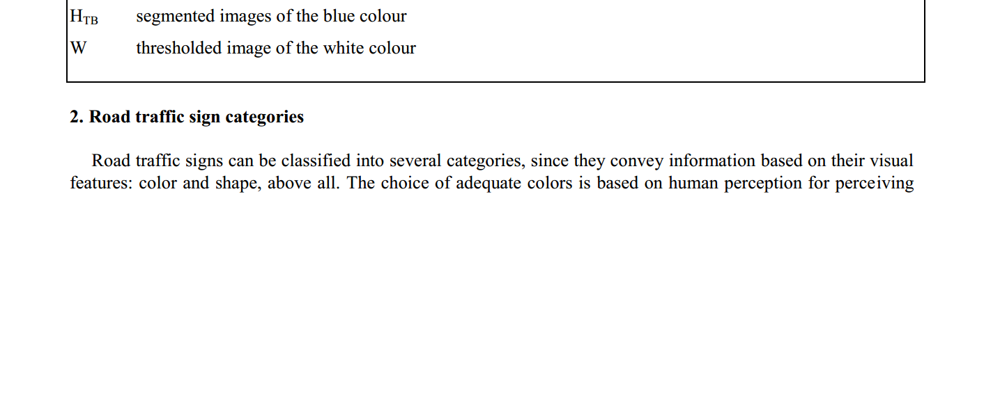 HTB segmented images of the blue colour
W thresholded image of the white colour
2. Road traffic sign categories
Road traffic signs can be classified into several categories, since they convey information based on their visual
features: color and shape, above all. The choice of adequate colors is based on human perception for perceiving